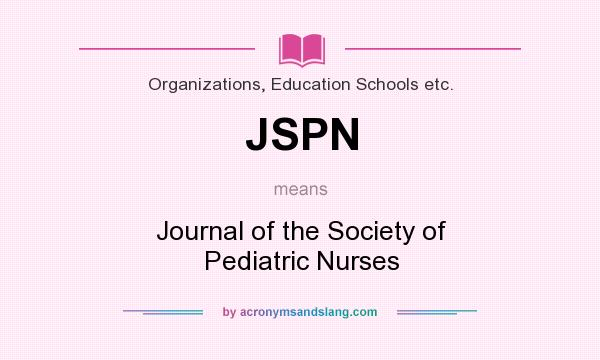 Organizations, Education Schools etc.
JSPN
means
Journal of the Society of
Pediatric Nurses
by acronymsandslang.com